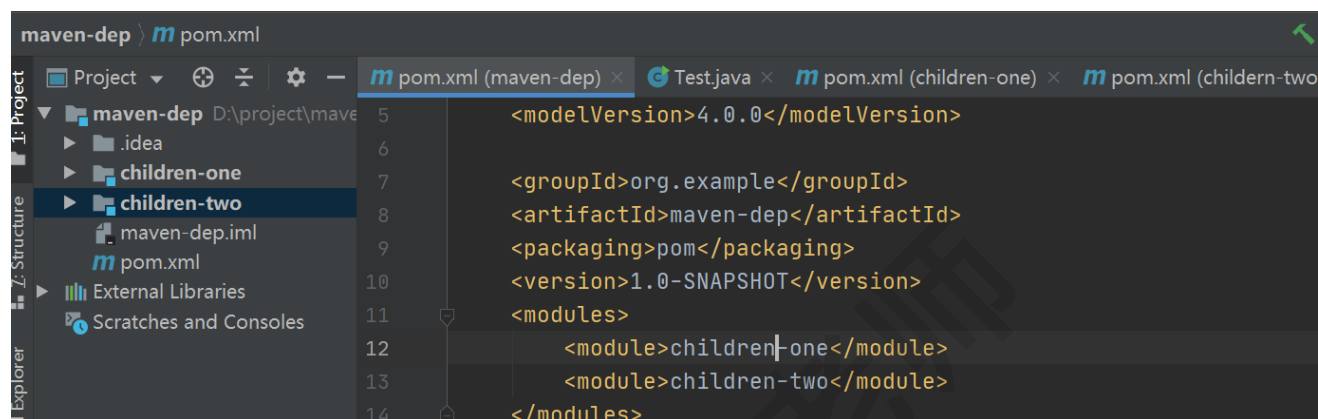 maven-dep 〉 m pom.xml
1: Project
Project
maven-dep D:\project\mave
.idea
children-one
children-two
maven-dep.iml
m pom.xml
External Libraries
Scratches and Consoles
7: Structure
Explorer
m pom.xml (maven-dep) ×
C Test.java ×
m pom.xml (children-one) ×
m pom.xml (childern-two
5 <modelVersion>4.0.0</modelVersion>
6
7 <groupId>org.example</groupId>
8 <artifactId>maven-dep</artifactId>
9 <packaging>pom</packaging>
10 <version>1.0-SNAPSHOT</version>
11 <modules>
12 <module>children-one</module>
13 <module>children-two</module>
14 </modules>
老师